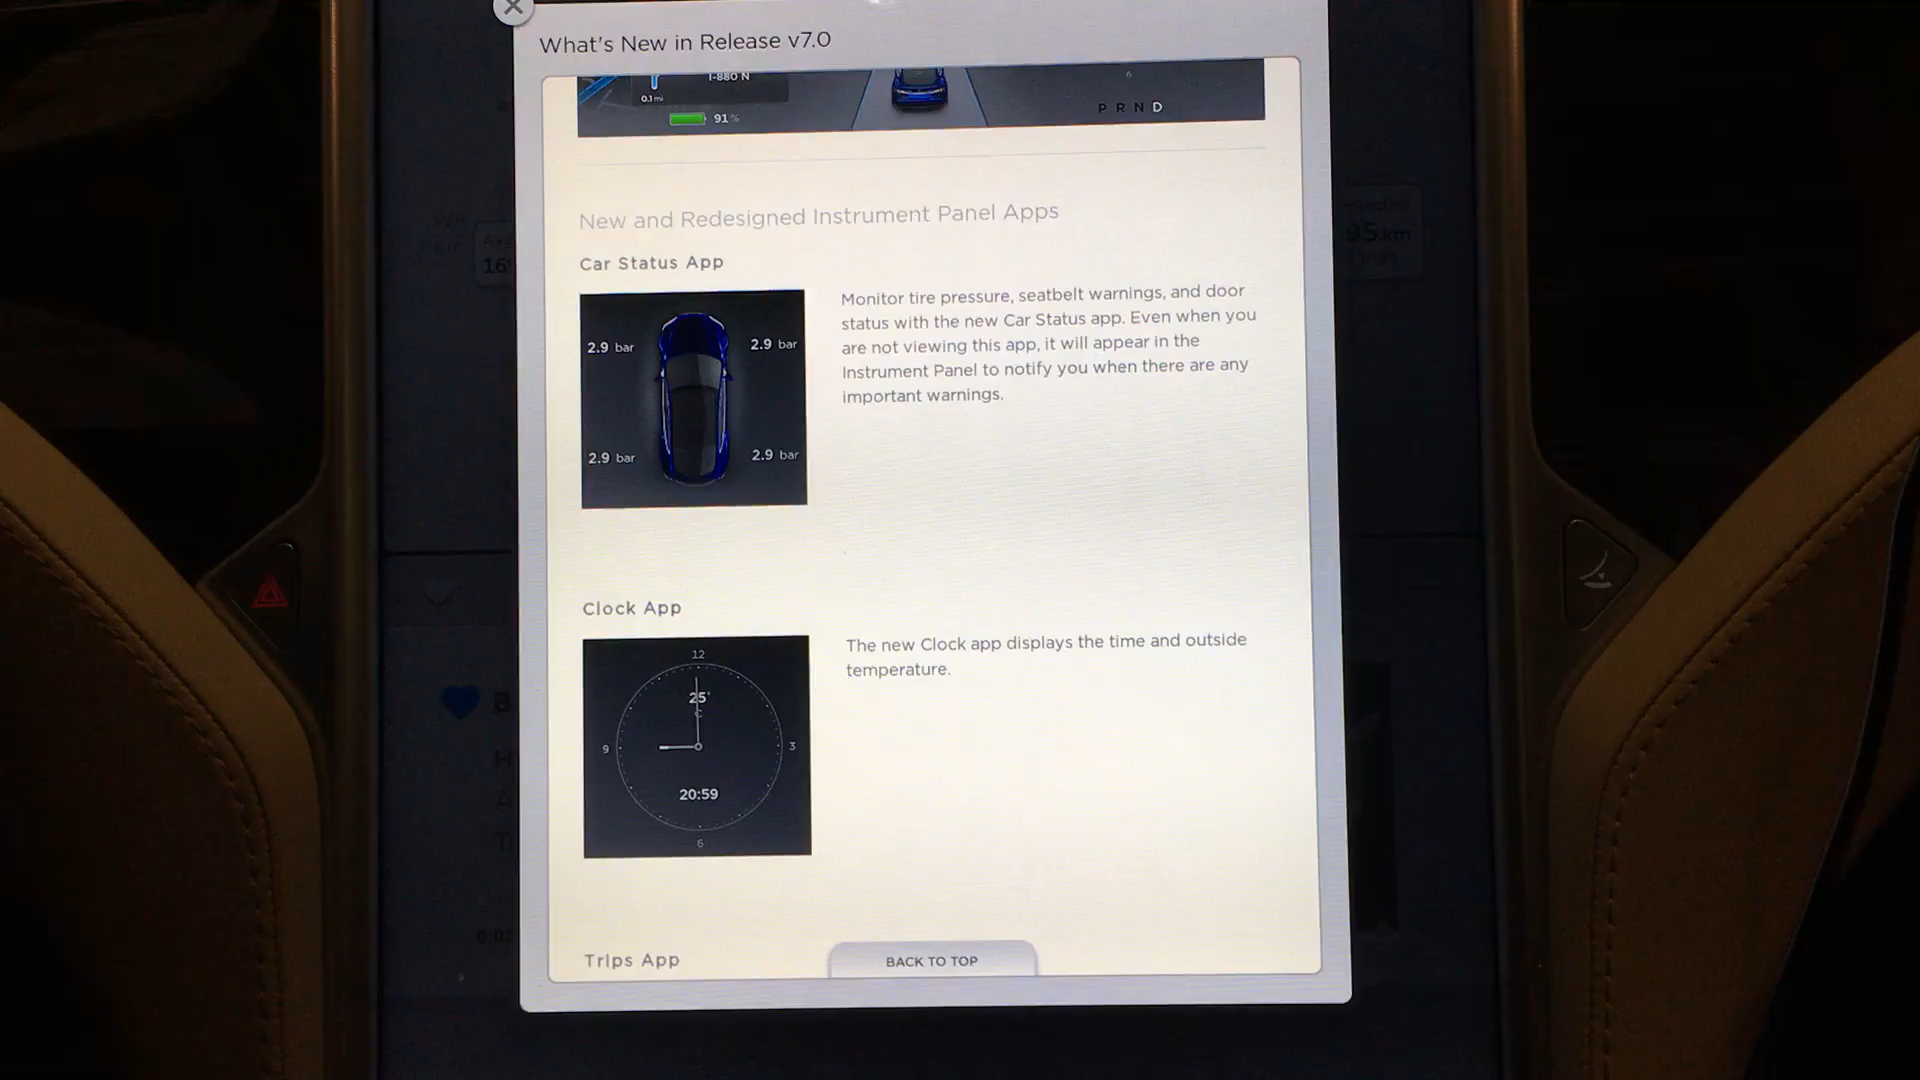 What's New in Release v7.0
I-880 N
0.1 mi
91%
6
P R N D
New and Redesigned Instrument Panel Apps
Car Status App
2.9 bar
2.9 bar
2.9 bar
2.9 bar
Monitor tire pressure, seatbelt warnings, and door
status with the new Car Status app. Even when you
are not viewing this app, it will appear in the
Instrument Panel to notify you when there are any
important warnings.
95 km
Clock App
12
25°
C
9
3
20:59
6
The new Clock app displays the time and outside
temperature.
Trips App
BACK TO TOP